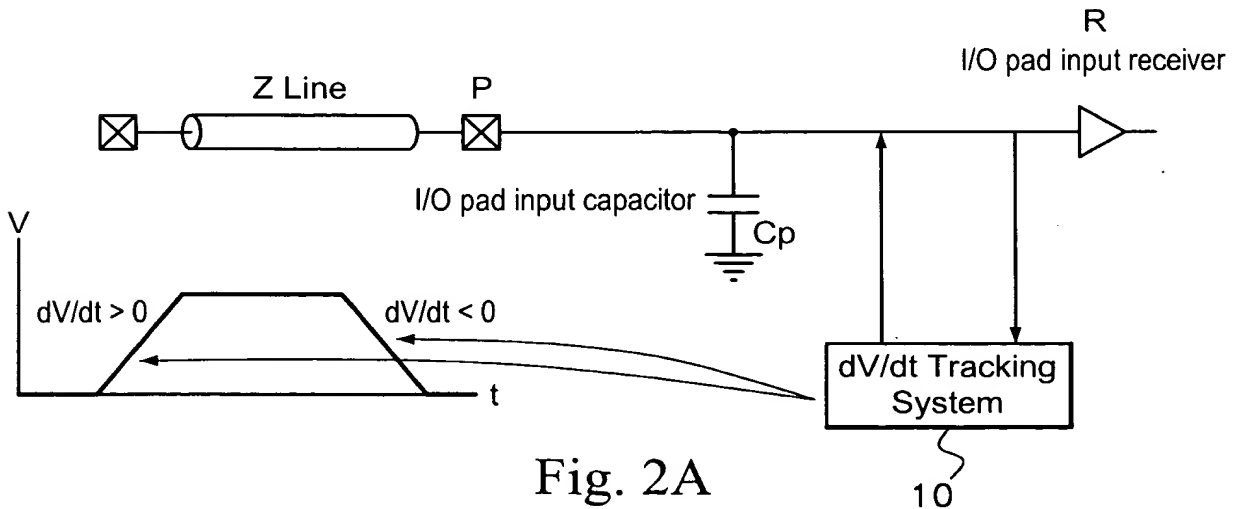 R
I/O pad input receiver
Z Line
P
I/O pad input capacitor
Cp
V
dV/dt > 0
dV/dt < 0
t
dV/dt Tracking
System
10
Fig. 2A